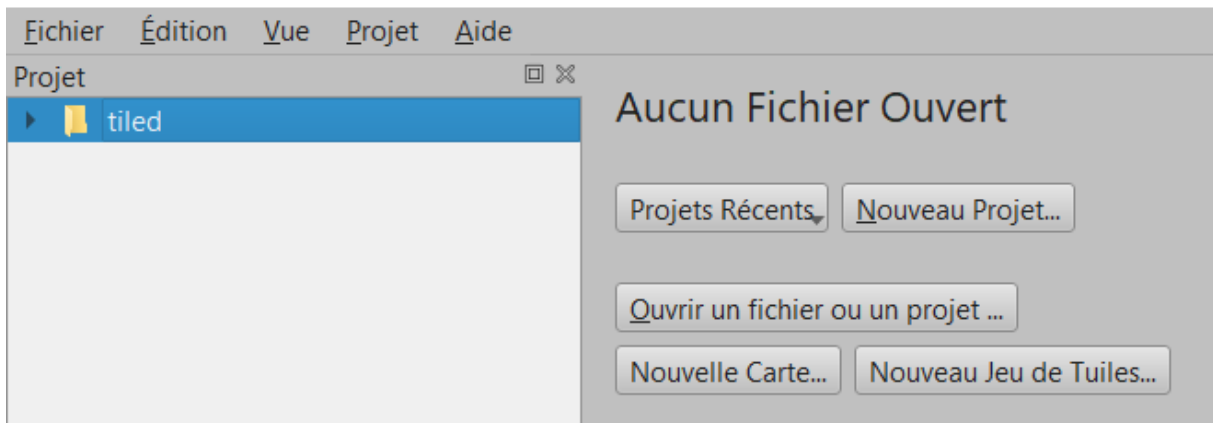 Fichier Édition Vue Projet Aide
Projet
tiled
Aucun Fichier Ouvert
Projets Récents Nouveau Projet...
Ouvrir un fichier ou un projet ...
Nouvelle Carte... Nouveau Jeu de Tuiles...